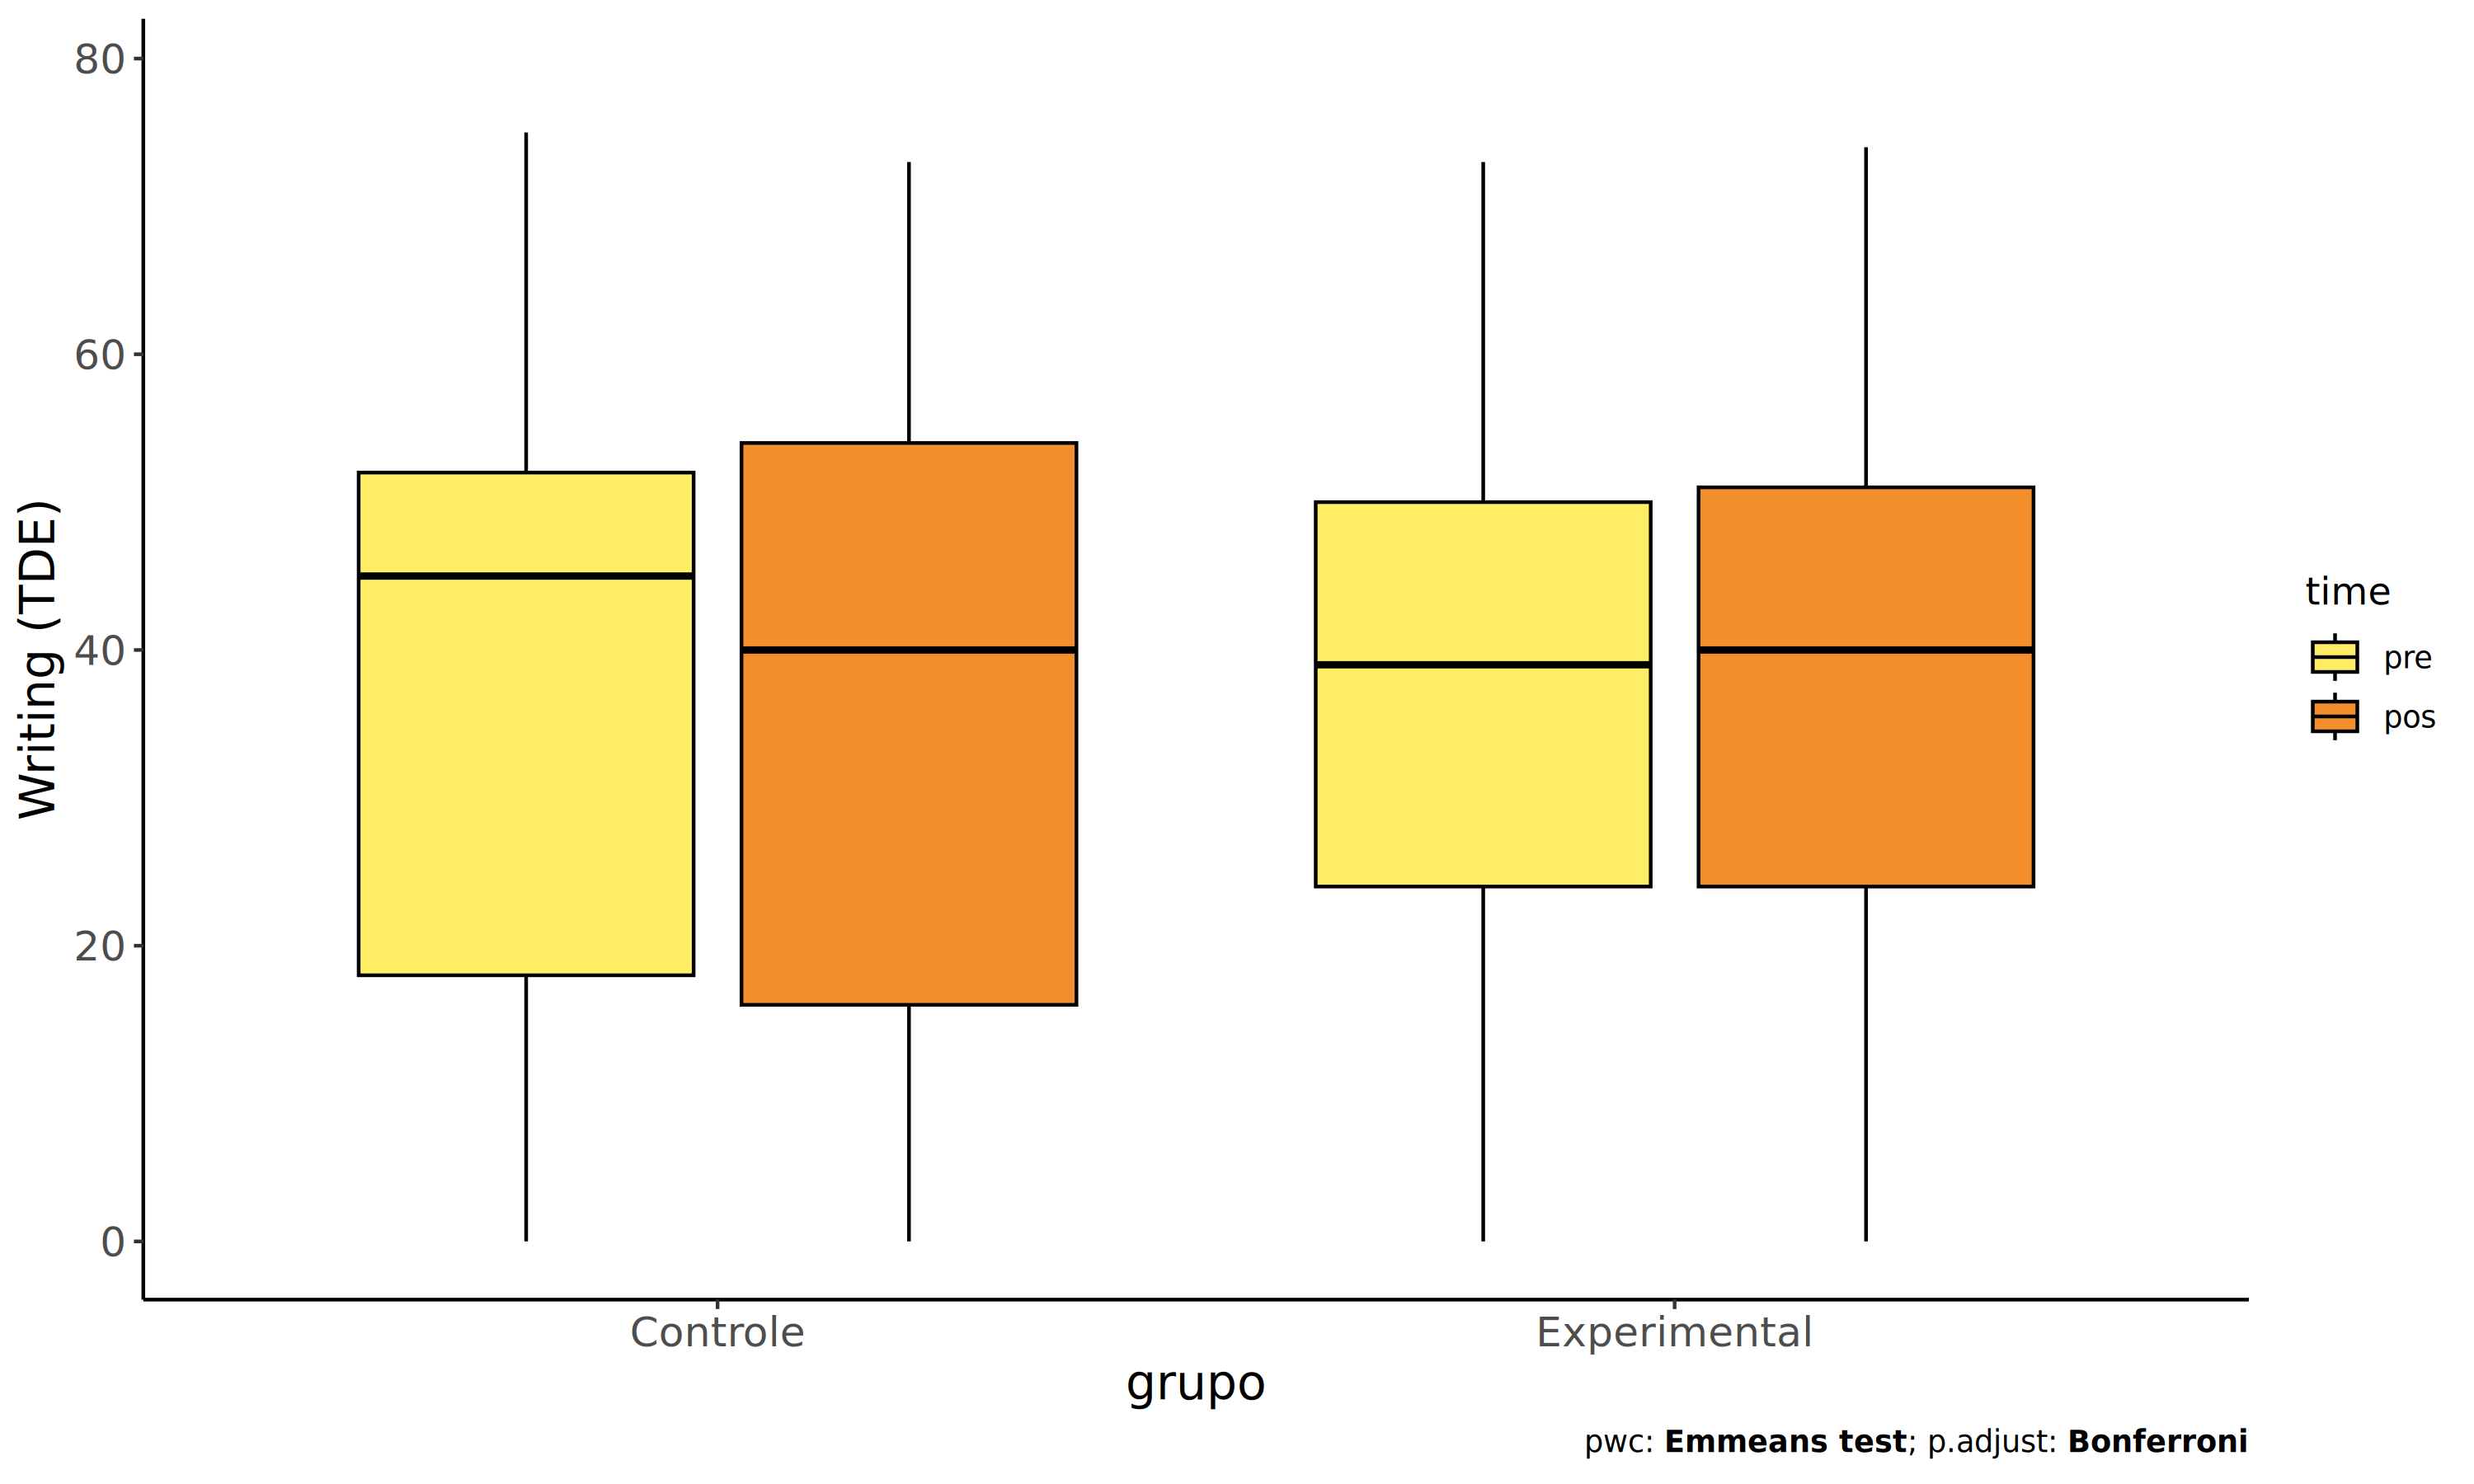 Writing (TDE)
80
60
40
20
0
Controle
Experimental
grupo
time
pre
pos
pwc: Emmeans test; p.adjust: Bonferroni